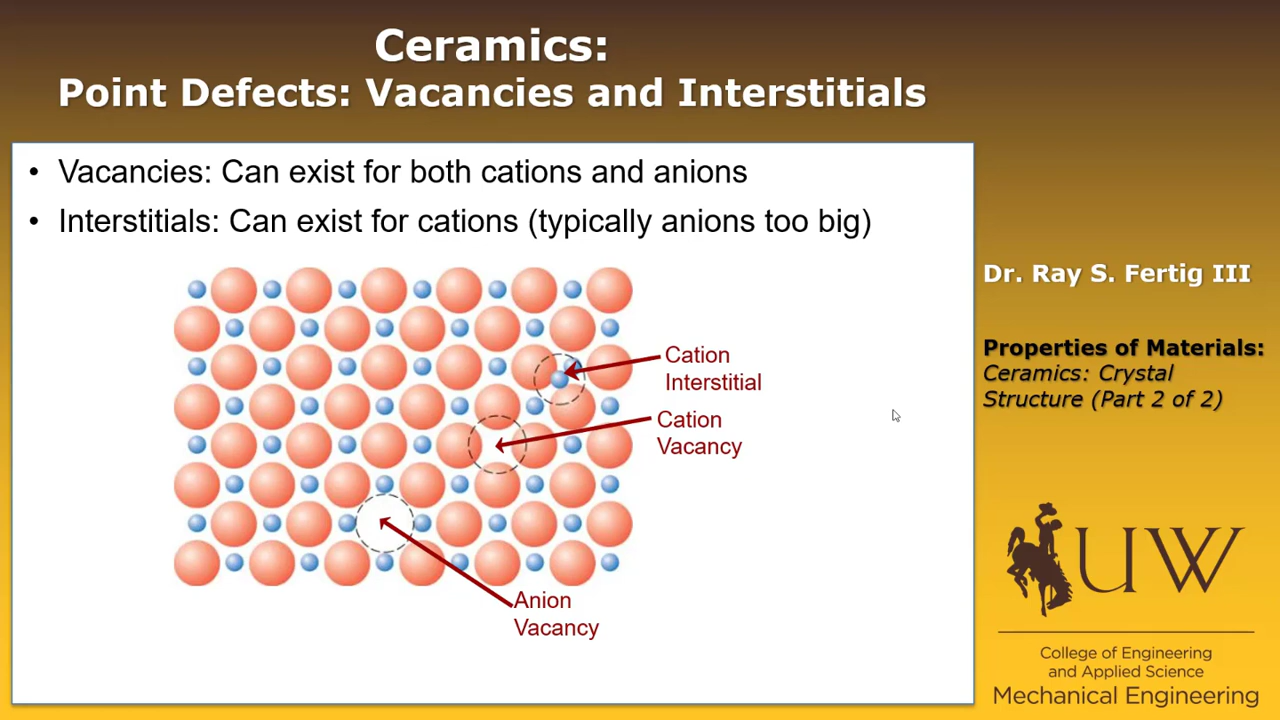 Ceramics:
Point Defects: Vacancies and Interstitials
• Vacancies: Can exist for both cations and anions
• Interstitials: Can exist for cations (typically anions too big)
Cation
Interstitial
Cation
Vacancy
Anion
Vacancy
Dr. Ray S. Fertig III
Properties of Materials:
Ceramics: Crystal
Structure (Part 2 of 2)
UW
College of Engineering
and Applied Science
Mechanical Engineering